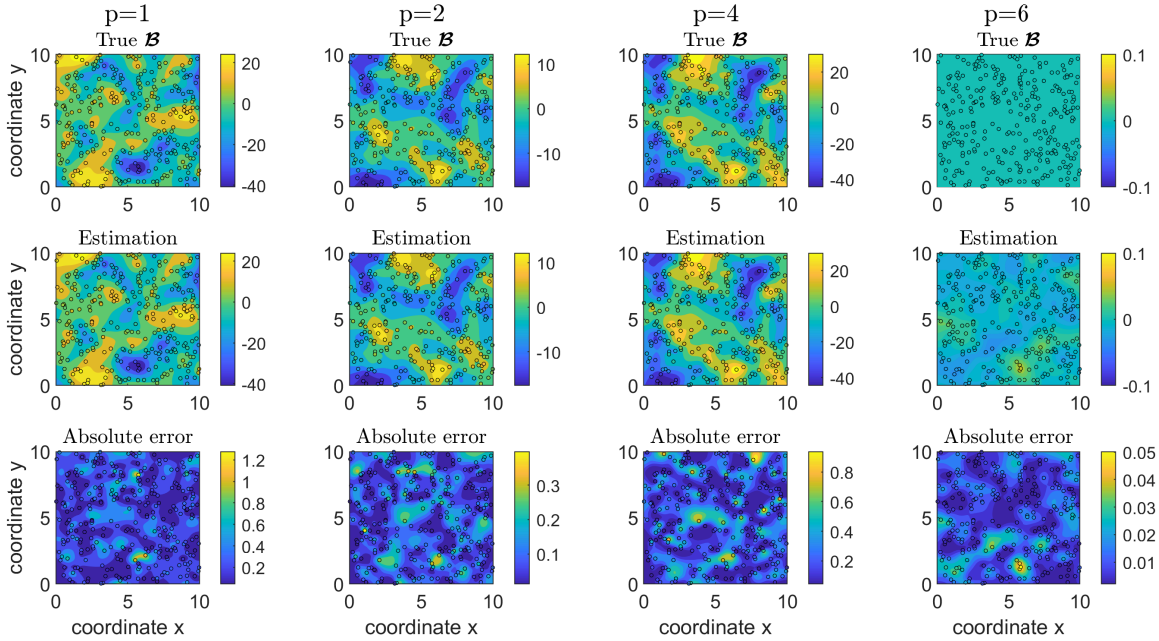 p=1 p=2 p=4 p=6
True ℬ True ℬ True ℬ True ℬ
coordinate y
10 5 0
0 5 10
20 0 -20 -40
10 5 0
0 5 10
10 0 -10
10 5 0
0 5 10
20 0 -20 -40
10 5 0
0 5 10
0.1 0 -0.1
Estimation Estimation Estimation Estimation
coordinate y
10 5 0
0 5 10
20 0 -20 -40
10 5 0
0 5 10
10 0 -10
10 5 0
0 5 10
20 0 -20 -40
10 5 0
0 5 10
0.1 0 -0.1
Absolute error Absolute error Absolute error Absolute error
coordinate y
10 5 0
0 5 10
1.2 1 0.8 0.6 0.4 0.2
10 5 0
0 5 10
0.3 0.2 0.1
10 5 0
0 5 10
0.8 0.6 0.4 0.2
10 5 0
0 5 10
0.05 0.04 0.03 0.02 0.01
coordinate x coordinate x coordinate x coordinate x